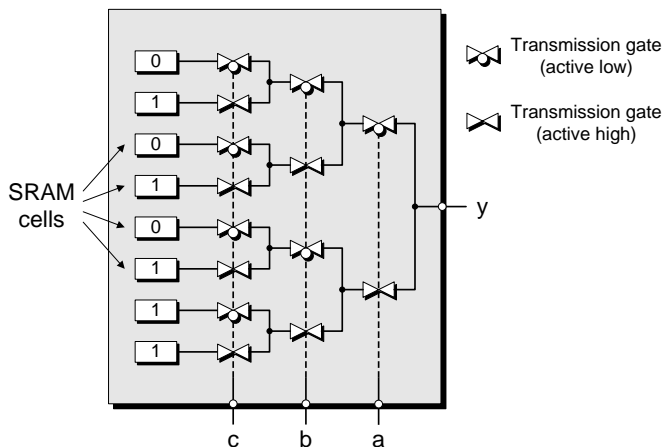 0
1
0
1
0
1
1
1
SRAM
cells
Transmission gate
(active low)
Transmission gate
(active high)
y
c b a